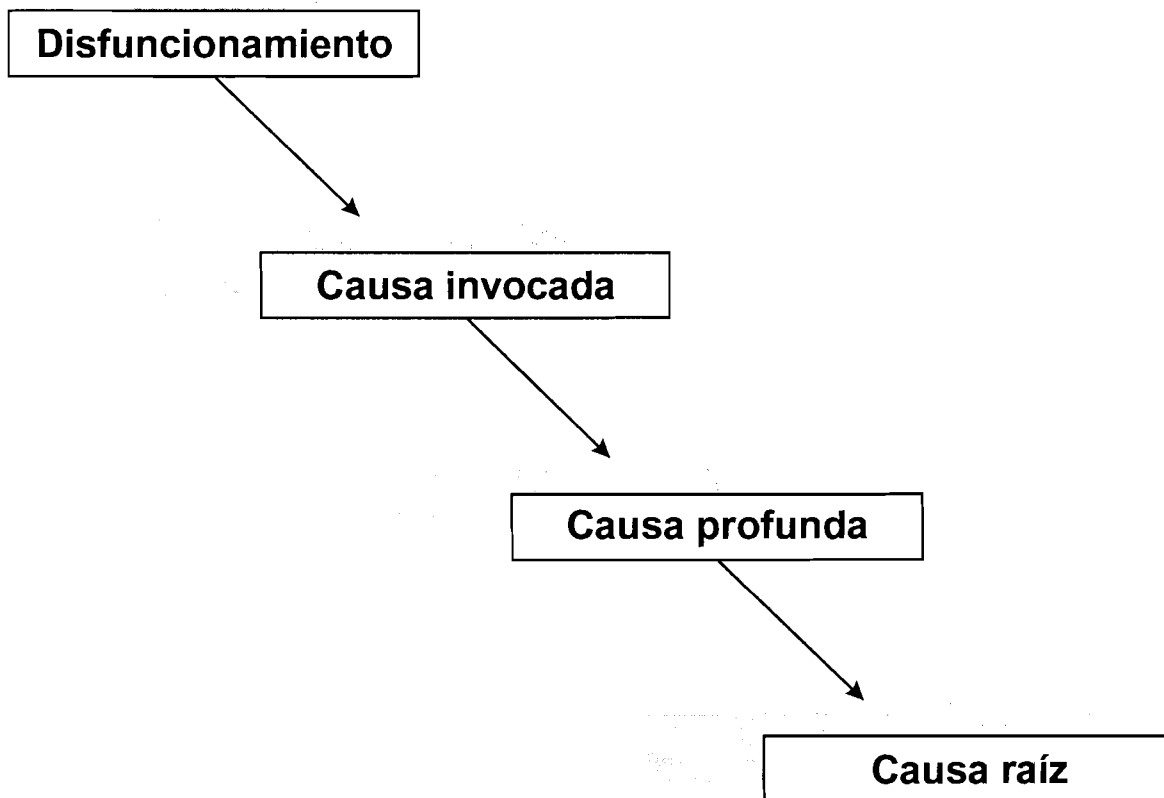 Disfuncionamiento
Causa invocada
Causa profunda
Causa raíz